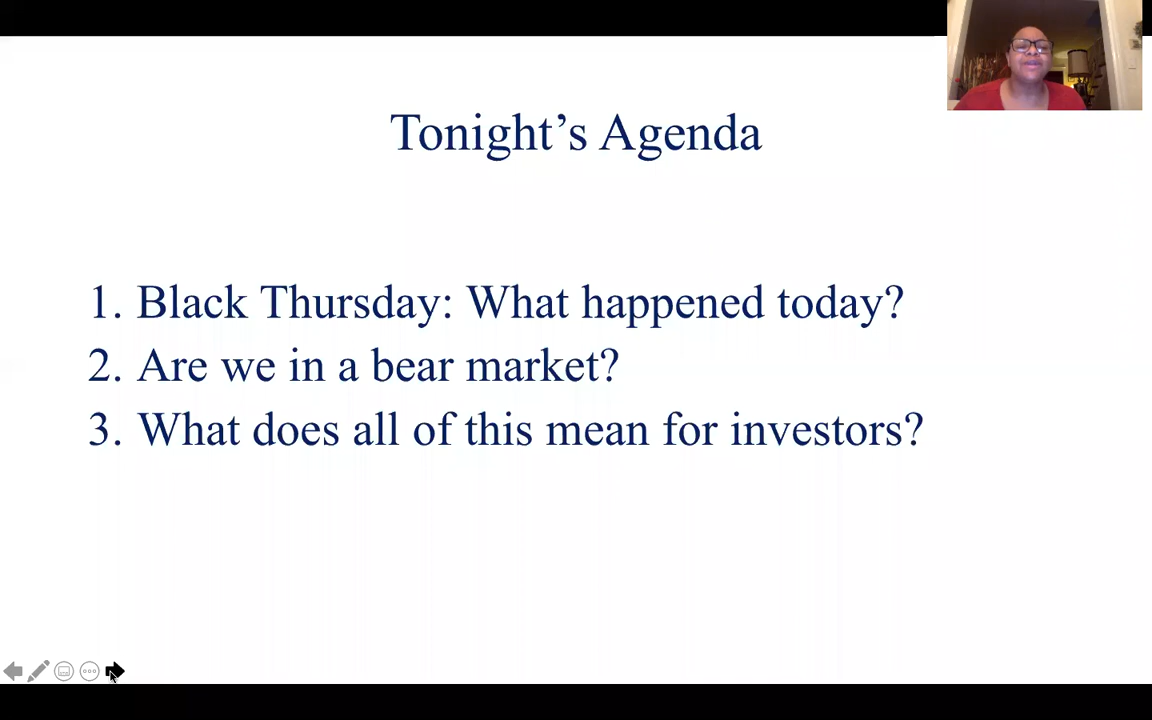 Tonight’s Agenda
1. Black Thursday: What happened today?
2. Are we in a bear market?
3. What does all of this mean for investors?